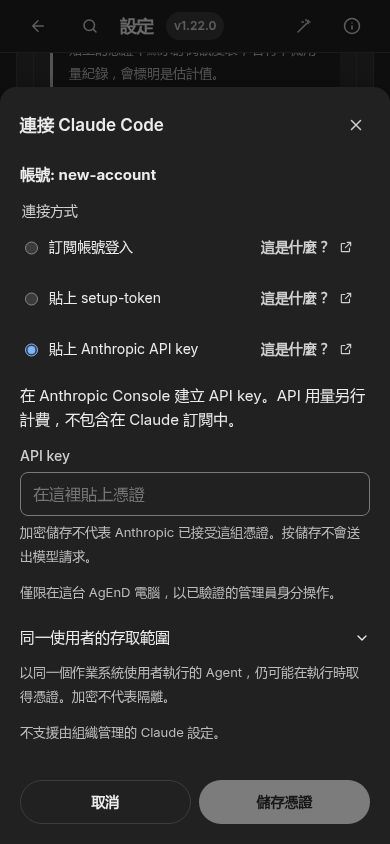 設定 v1.22.0
量紀錄，會標明是估計值。
連接 Claude Code
帳號: new-account
連接方式
訂閱帳號登入 這是什麼？
貼上 setup-token 這是什麼？
貼上 Anthropic API key 這是什麼？
在 Anthropic Console 建立 API key。API 用量另行
計費，不包含在 Claude 訂閱中。
API key
在這裡貼上憑證
加密儲存不代表 Anthropic 已接受這組憑證。按儲存不會送
出模型請求。
僅限在這台 AgEnD 電腦，以已驗證的管理員身分操作。
同一使用者的存取範圍
以同一個作業系統使用者執行的 Agent，仍可能在執行時取
得憑證。加密不代表隔離。
不支援由組織管理的 Claude 設定。
取消 儲存憑證